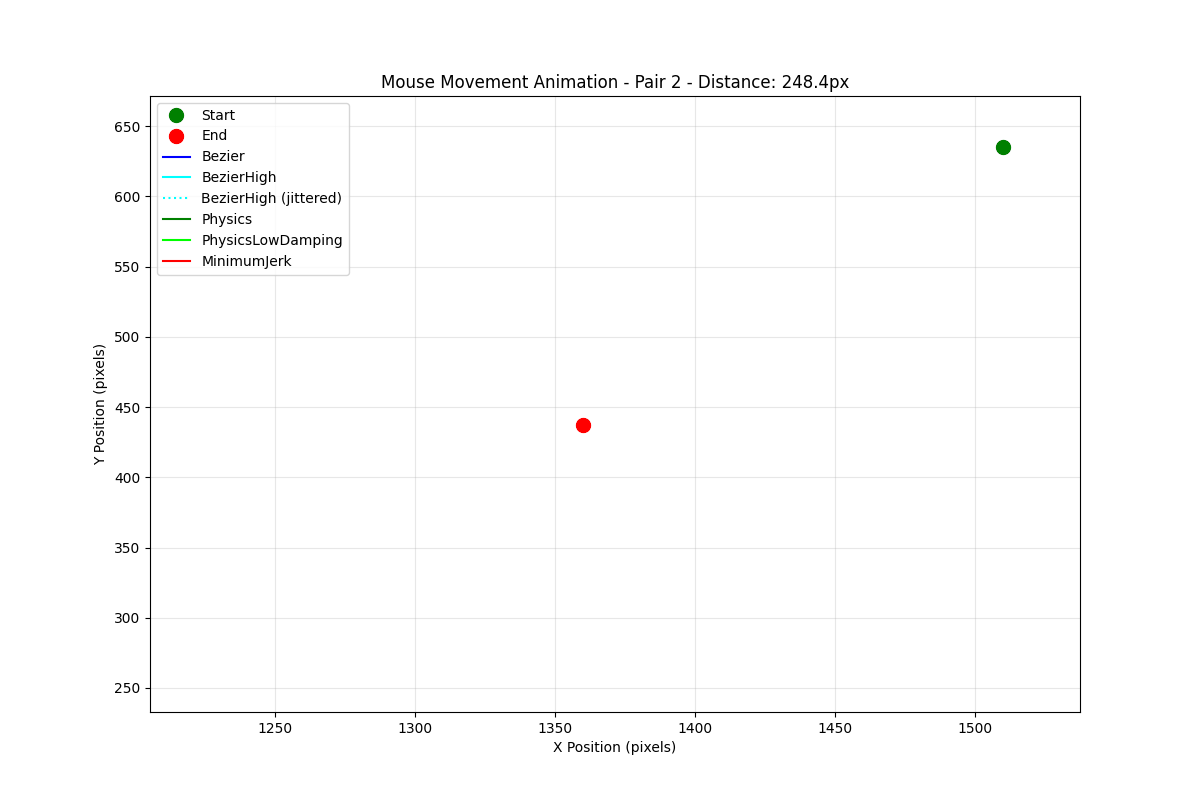 Mouse Movement Animation - Pair 2 - Distance: 248.4px
Start
End
Bezier
BezierHigh
BezierHigh (jittered)
Physics
PhysicsLowDamping
MinimumJerk
650
600
550
500
450
400
350
300
250
Y Position (pixels)
1250 1300 1350 1400 1450 1500
X Position (pixels)